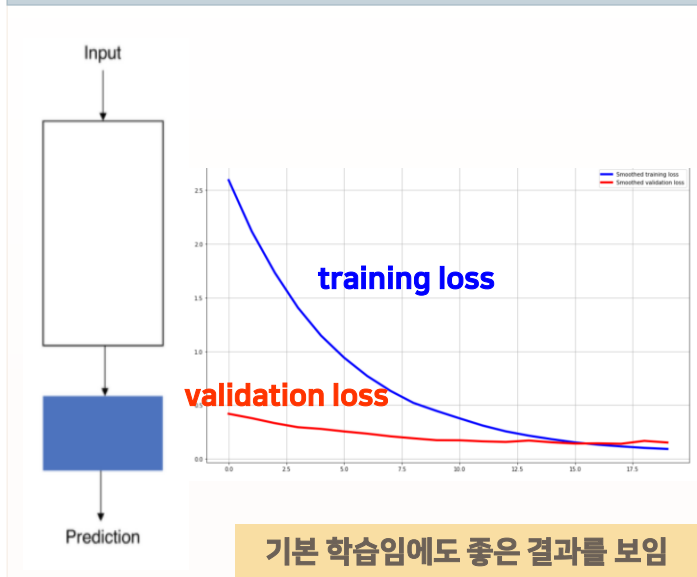 Input
Prediction
Smoothed training loss
Smoothed validation loss
training loss
validation loss
2.5
2.0
1.5
1.0
0.5
0.0
0.0 2.5 5.0 7.5 10.0 12.5 15.0 17.5
기본 학습임에도 좋은 결과를 보임